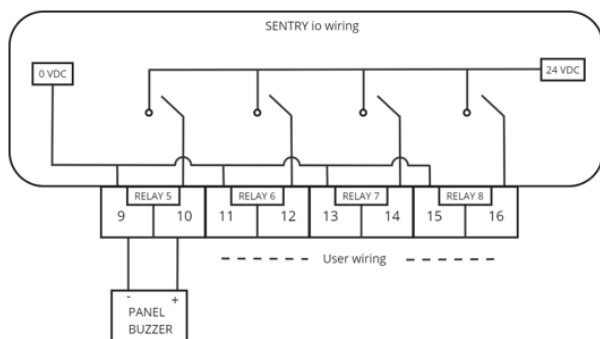 SENTRY io wiring
0 VDC
24 VDC
RELAY 5 RELAY 6 RELAY 7 RELAY 8
9 10 11 12 13 14 15 16
User wiring
- +
PANEL
BUZZER